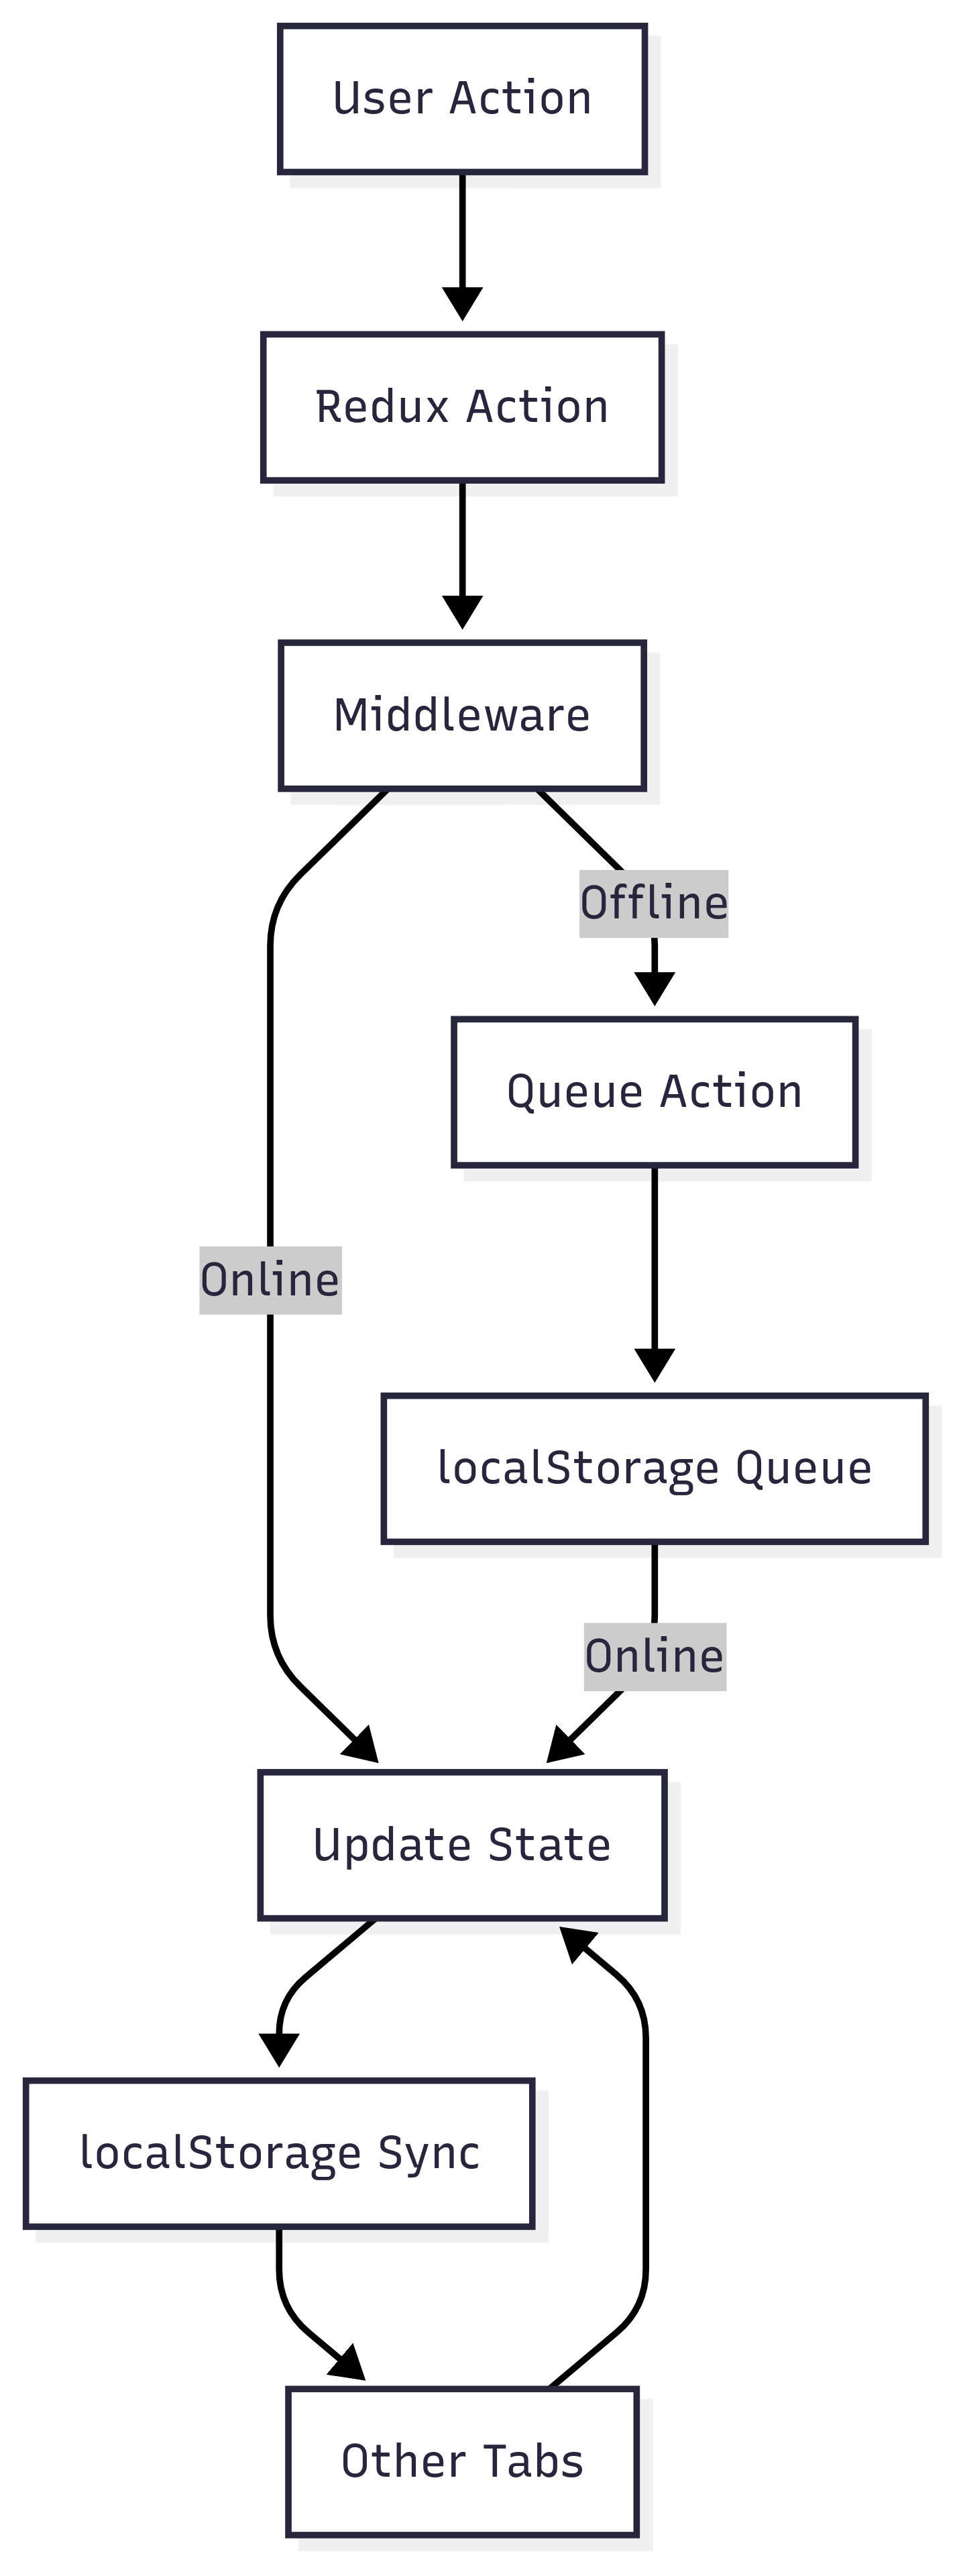 User Action
Redux Action
Middleware
Offline
Queue Action
Online
localStorage Queue
Online
Update State
localStorage Sync
Other Tabs